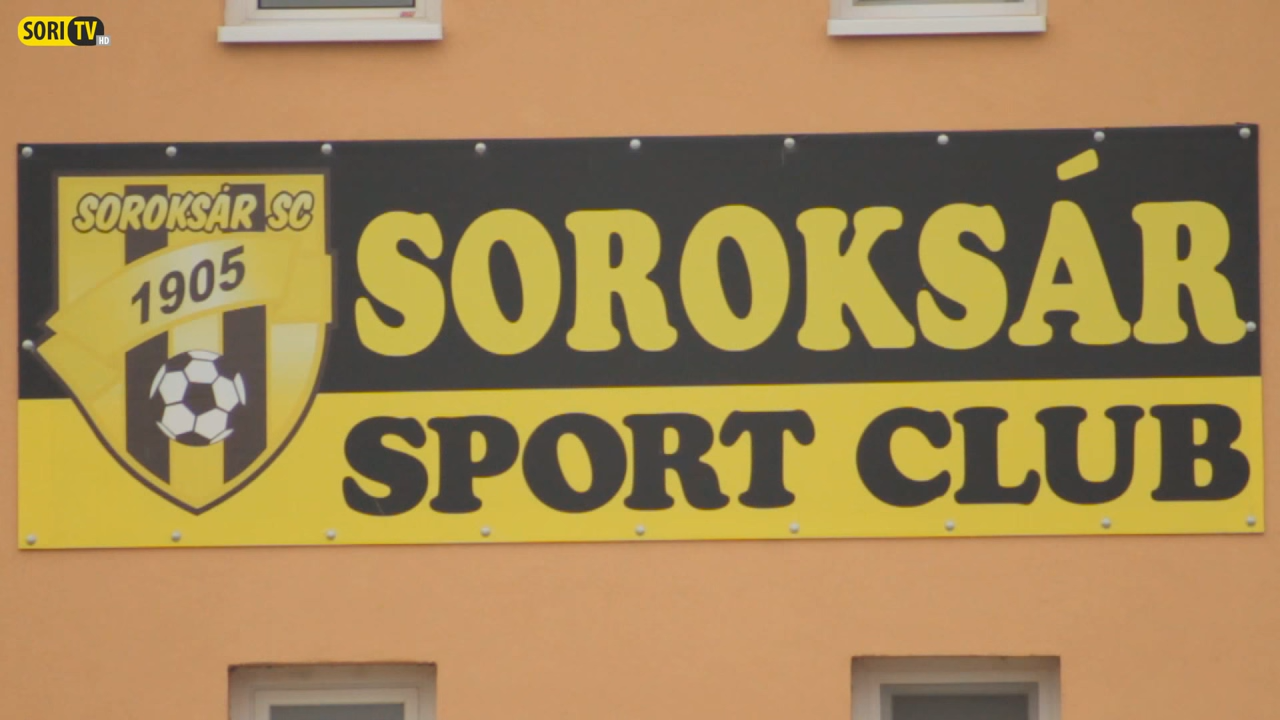 SORI TV HD
SOROKSÁR SC
1905
SOROKSÁR
SPORT CLUB